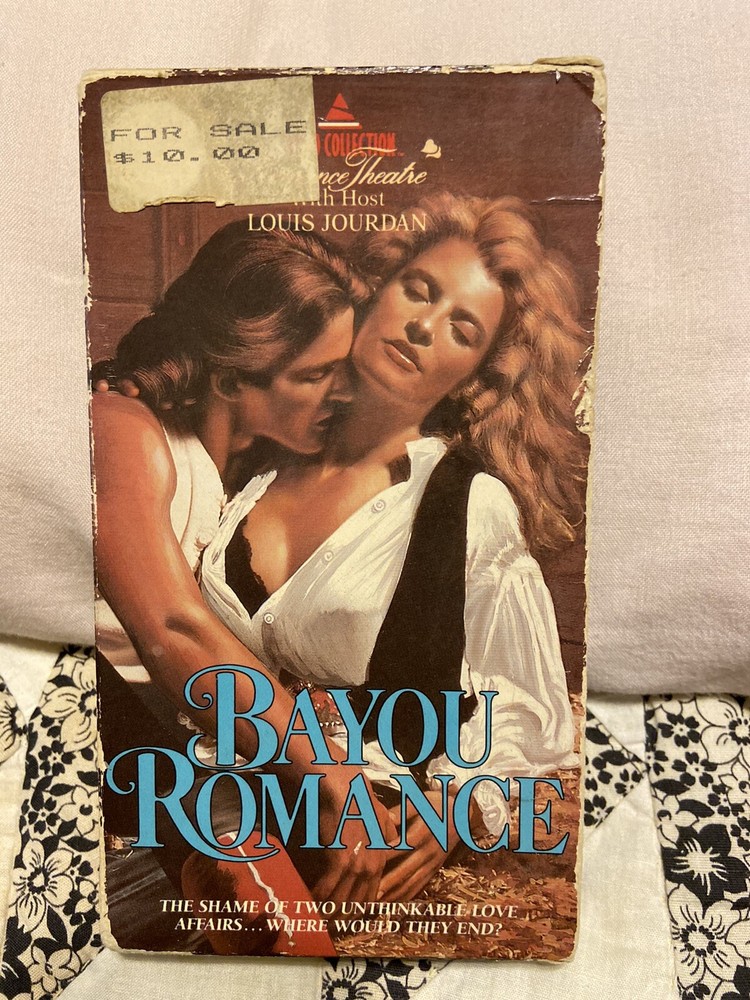 FOR SALE
$10.00
COLLECTION
Theatre
with Host
LOUIS JOURDAN
BAYOU
ROMANCE
THE SHAME OF TWO UNTHINKABLE LOVE
AFFAIRS... WHERE WOULD THEY END?